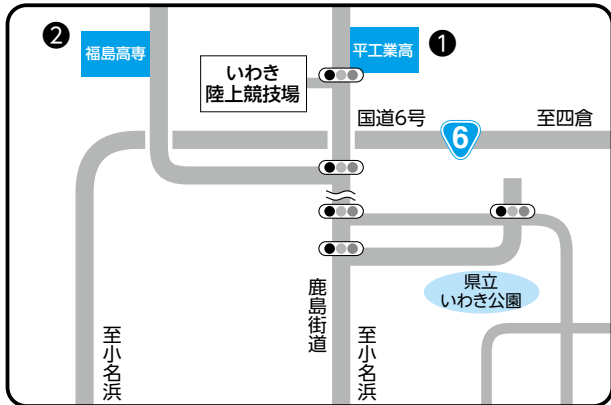 ❷
福島高専
平工業高
❶
いわき
陸上競技場
国道6号
6
至四倉
県立
いわき公園
鹿島街道
至小名浜
至小名浜